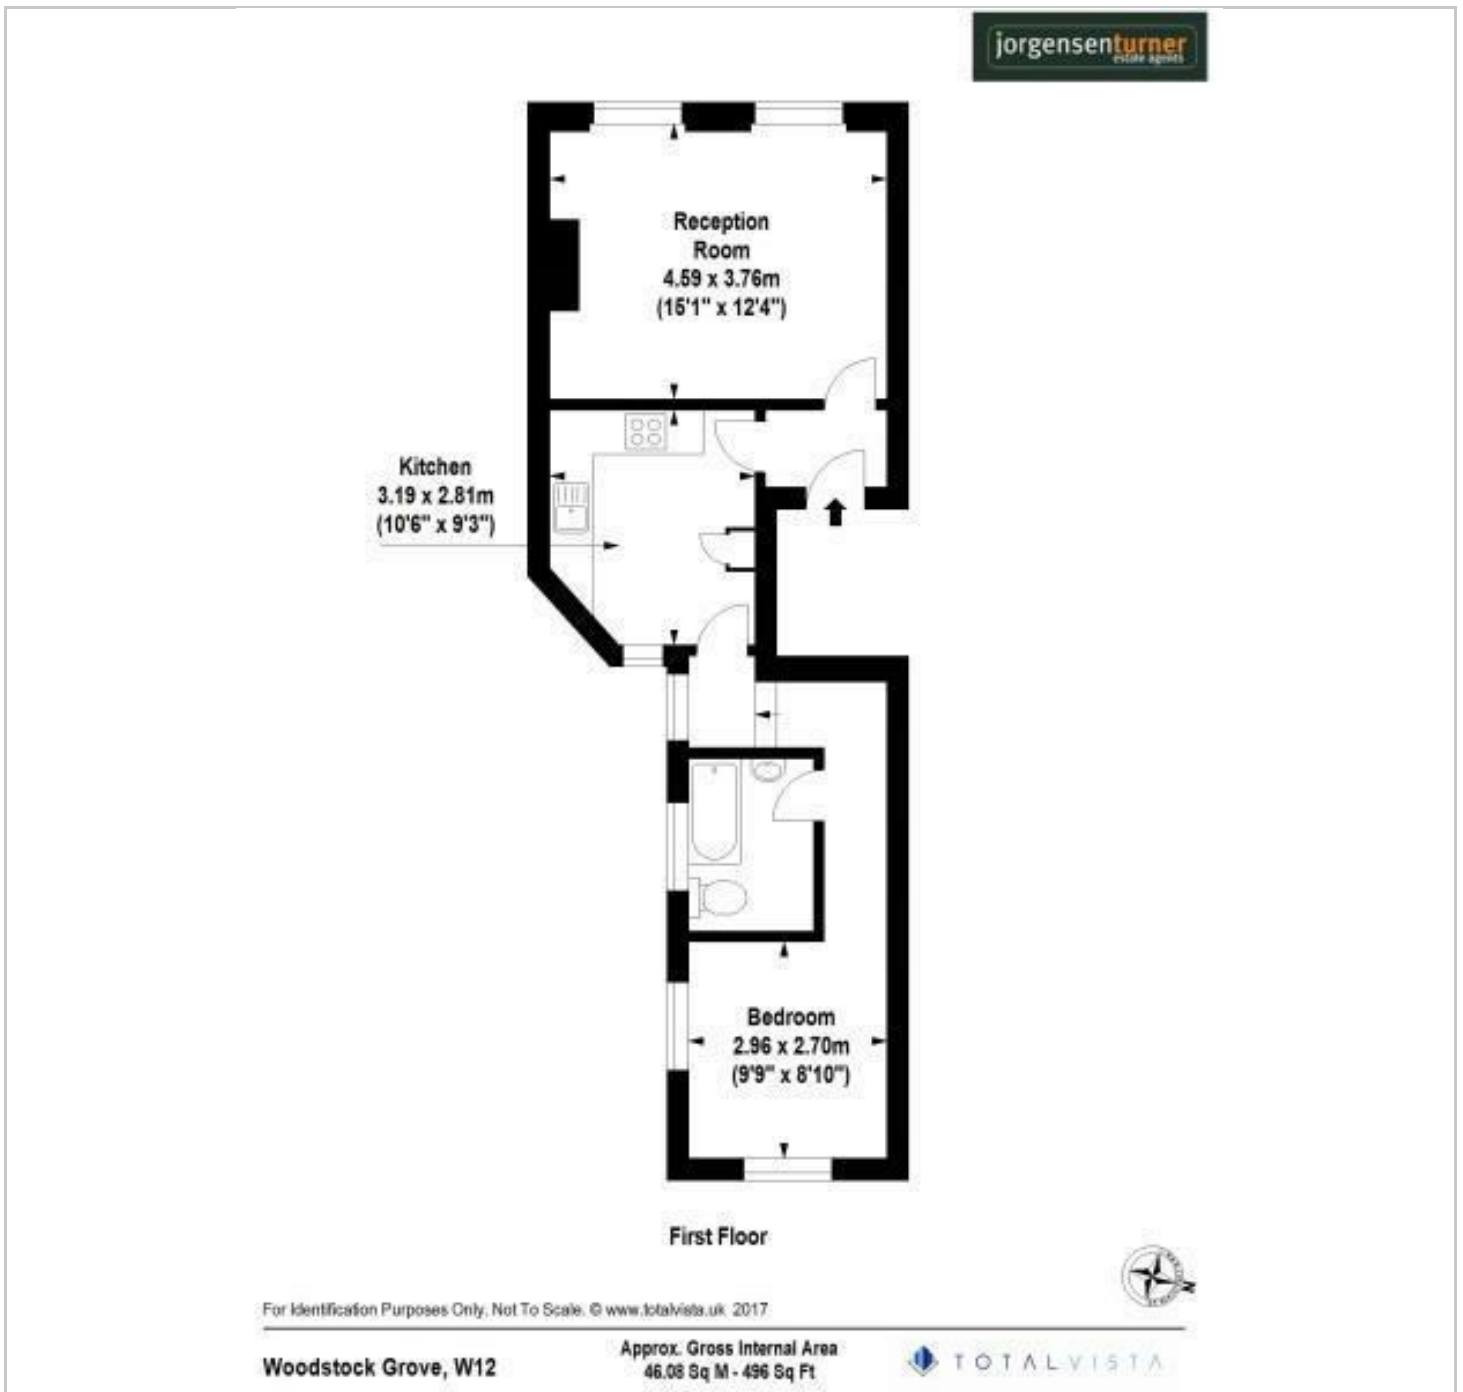 jorgensenturner
estate agents
Reception
Room
4.59 x 3.76m
(15'1" x 12'4")
Kitchen
3.19 x 2.81m
(10'6" x 9'3")
Bedroom
2.96 x 2.70m
(9'9" x 8'10")
First Floor
For Identification Purposes Only. Not To Scale. © www.totalvista.uk 2017
Woodstock Grove, W12
Approx. Gross Internal Area
46.08 Sq M - 496 Sq Ft
TOTALVISTA